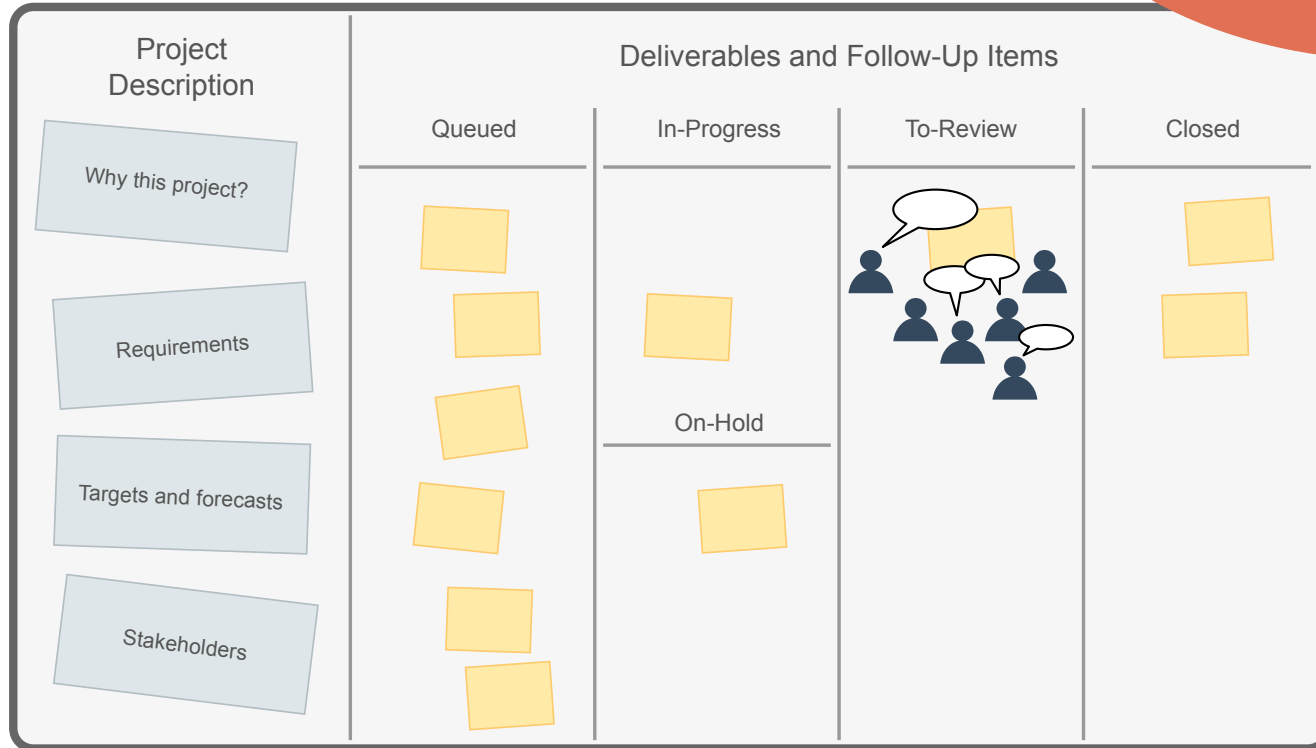 Project
Description
Deliverables and Follow-Up Items
Queued
In-Progress
To-Review
Closed
Why this project?
Requirements
On-Hold
Targets and forecasts
Stakeholders